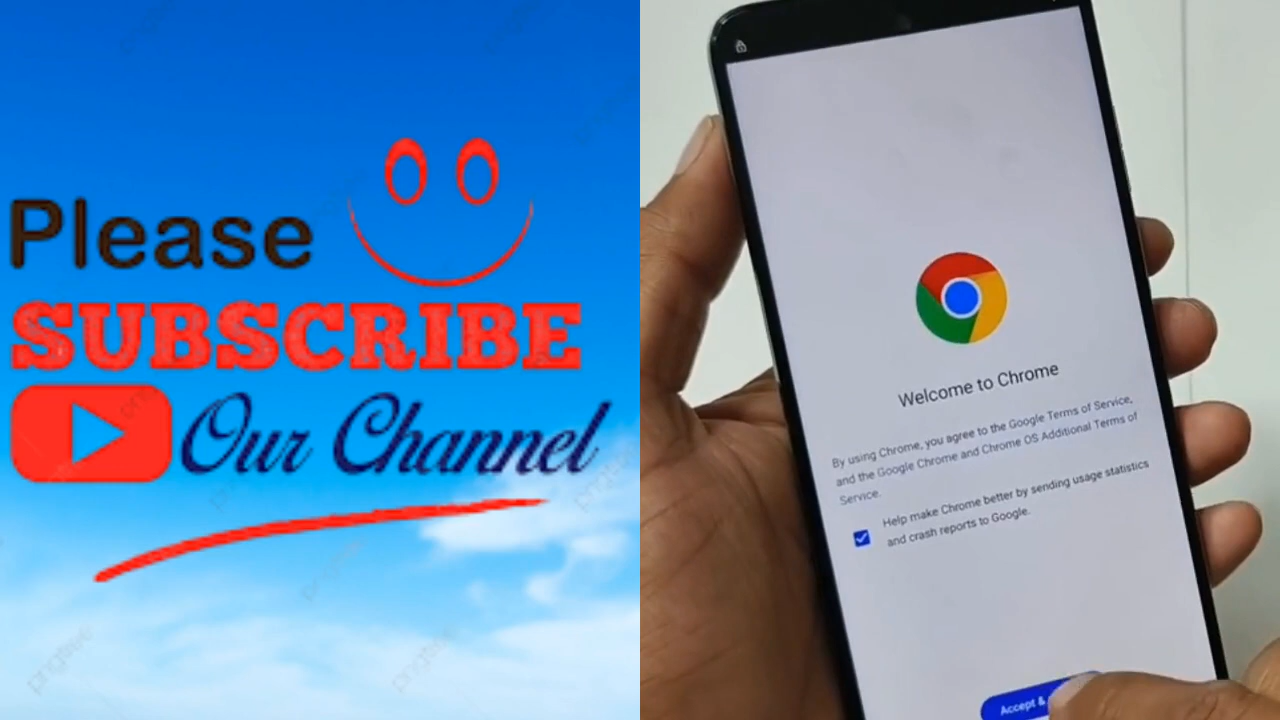 Please
SUBSCRIBE
Our Channel
Welcome to Chrome
By using Chrome, you agree to the Google Terms of Service,
and the Google Chrome and Chrome OS Additional Terms of
Service.
Help make Chrome better by sending usage statistics
and crash reports to Google.
Accept &